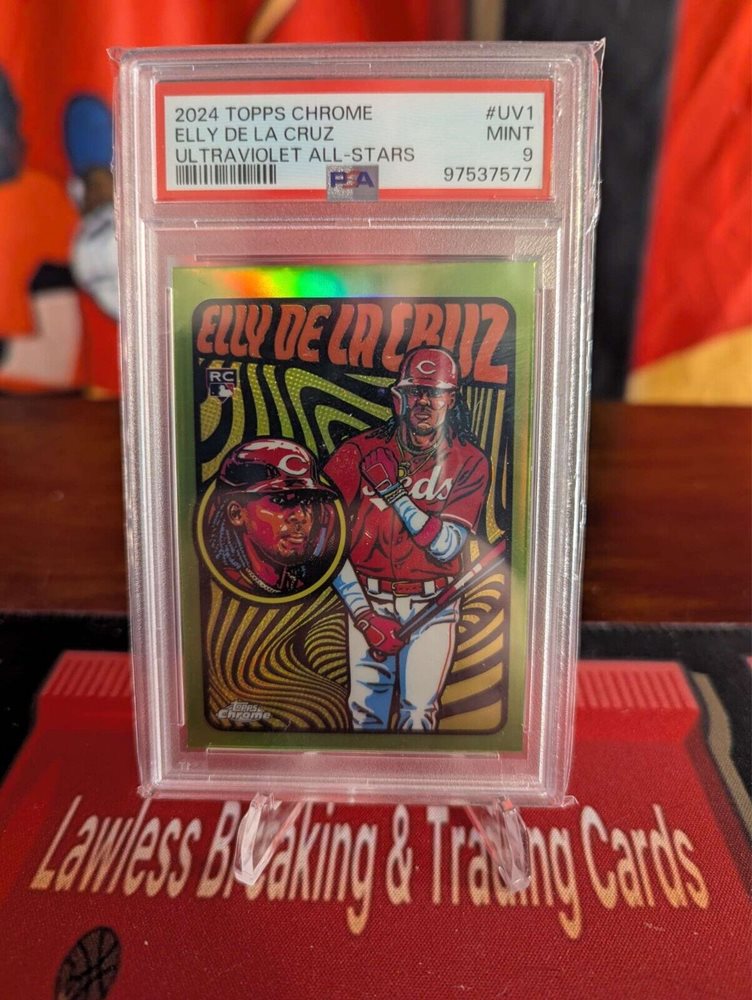 2024 TOPPS CHROME #UV1
ELLY DE LA CRUZ MINT
ULTRAVIOLET ALL-STARS 9
PSA 97537577
ELLY DE LA CRUZ
RC
C
C
Reds
TOPPS
Chrome
Lawless Breaking & Trading Cards